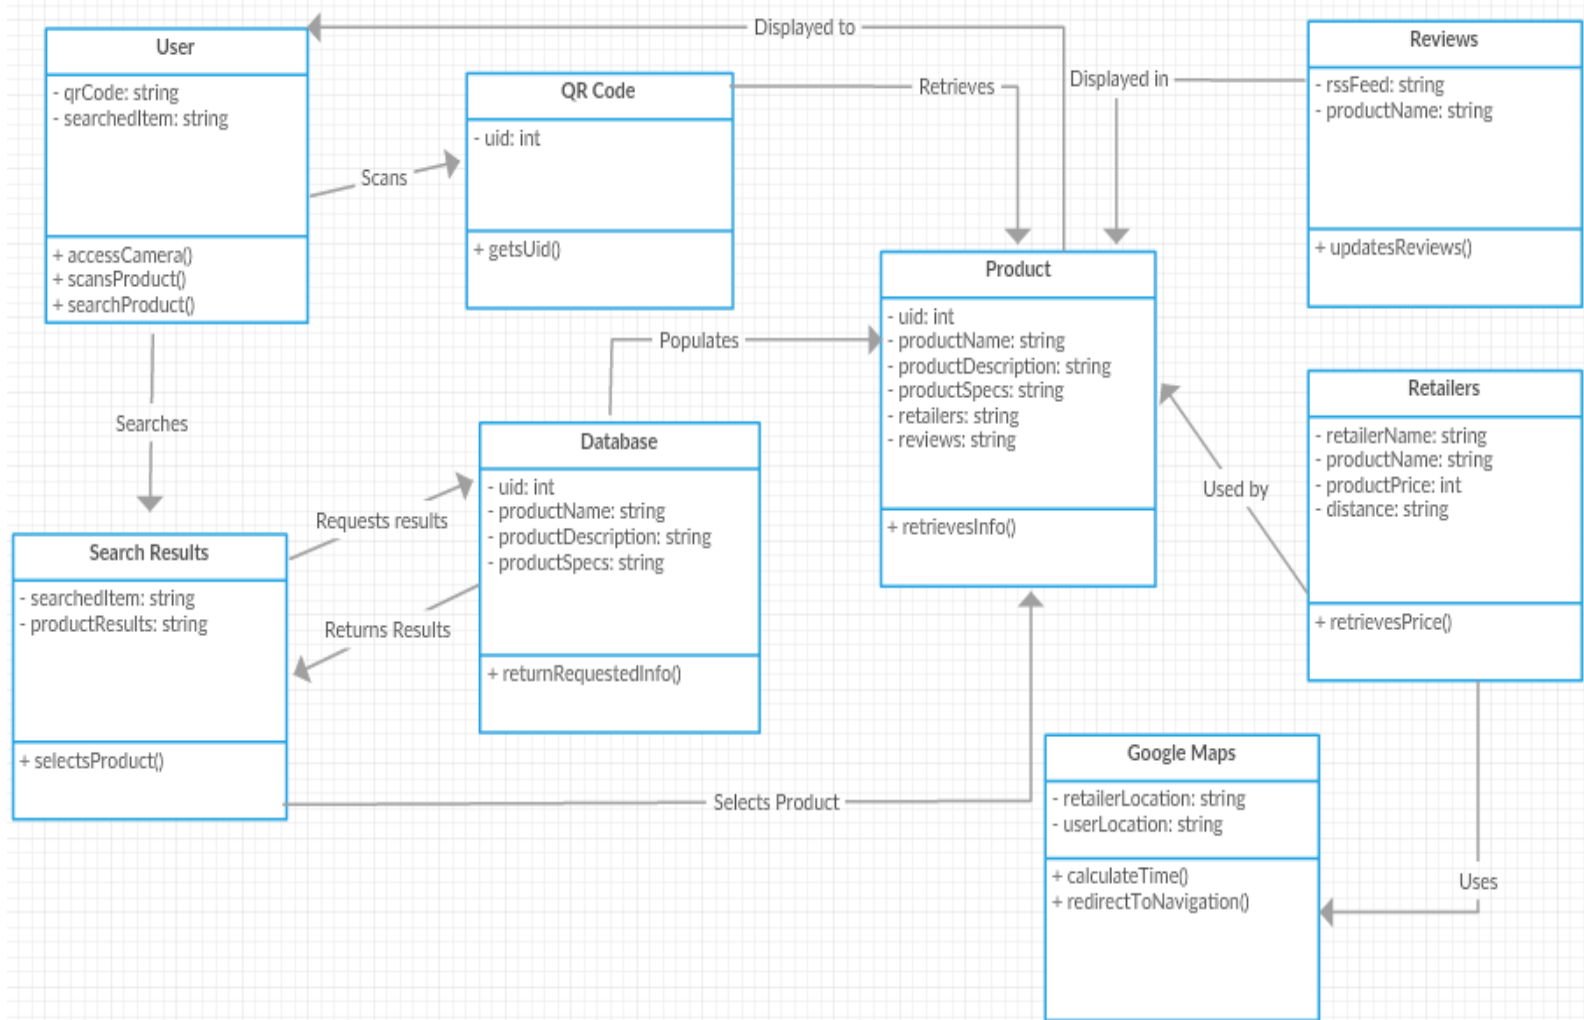 Displayed to
User
- qrCode: string
- searchedItem: string
+ accessCamera()
+ scansProduct()
+ searchProduct()
Scans
QR Code
- uid: int
+ getsUid()
Retrieves
Displayed in
Reviews
- rssFeed: string
- productName: string
+ updatesReviews()
Populates
Product
- uid: int
- productName: string
- productDescription: string
- productSpecs: string
- retailers: string
- reviews: string
+ retrievesInfo()
Used by
Retailers
- retailerName: string
- productName: string
- productPrice: int
- distance: string
+ retrievesPrice()
Searches
Requests results
Returns Results
Database
- uid: int
- productName: string
- productDescription: string
- productSpecs: string
+ returnRequestedInfo()
Search Results
- searchedItem: string
- productResults: string
+ selectsProduct()
Selects Product
Google Maps
- retailerLocation: string
- userLocation: string
+ calculateTime()
+ redirectToNavigation()
Uses